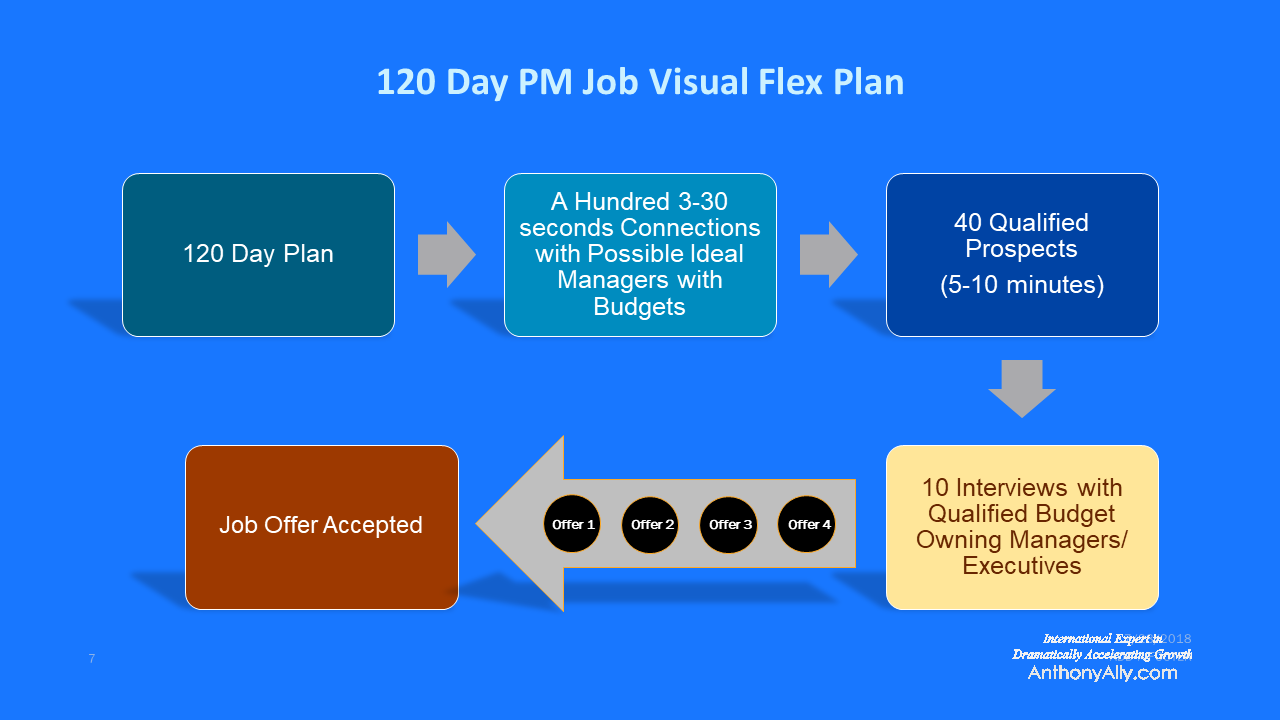 120 Day PM Job Visual Flex Plan
120 Day Plan
A Hundred 3-30
seconds Connections
with Possible Ideal
Managers with
Budgets
40 Qualified
Prospects
(5-10 minutes)
10 Interviews with
Qualified Budget
Owning Managers/
Executives
Offer 1
Offer 2
Offer 3
Offer 4
Job Offer Accepted
7
2018
International Expert in
Dramatically Accelerating Growth
AnthonyAlly.com